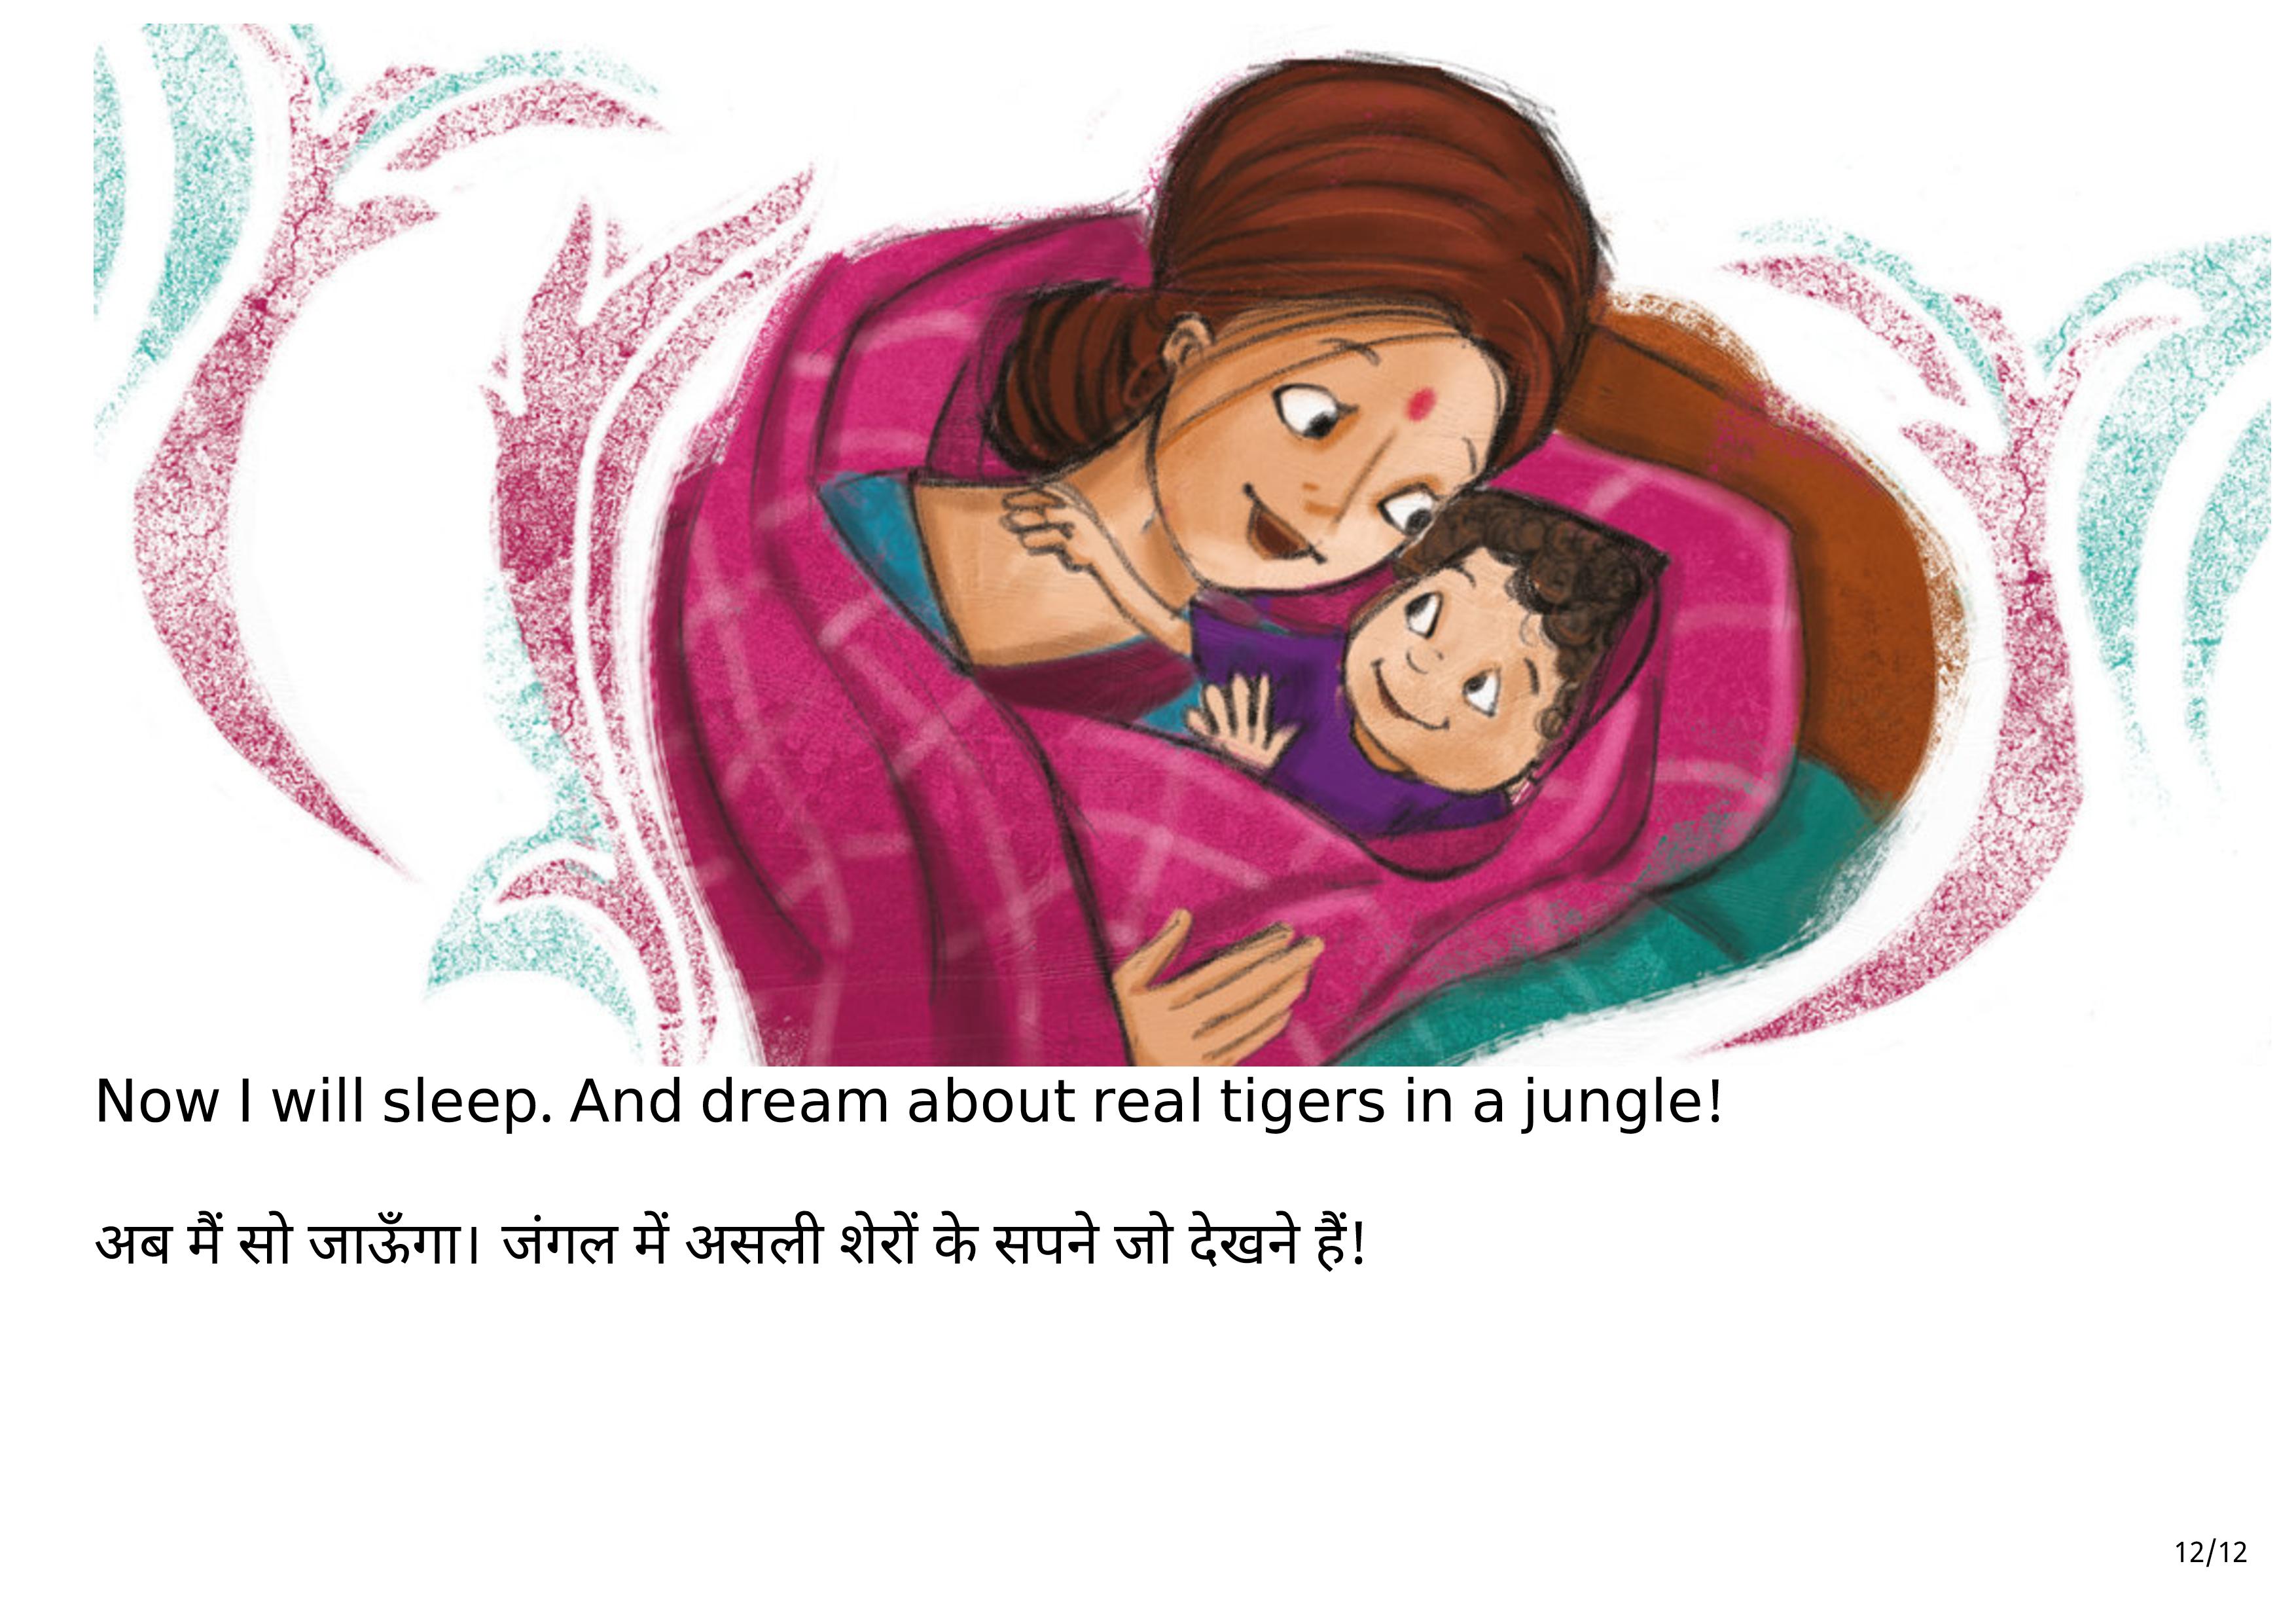 Now I will sleep. And dream about real tigers in a jungle!
अब मैं सो जाऊँगा। जंगल में असली शेरों के सपने जो देखने हैं!
12/12